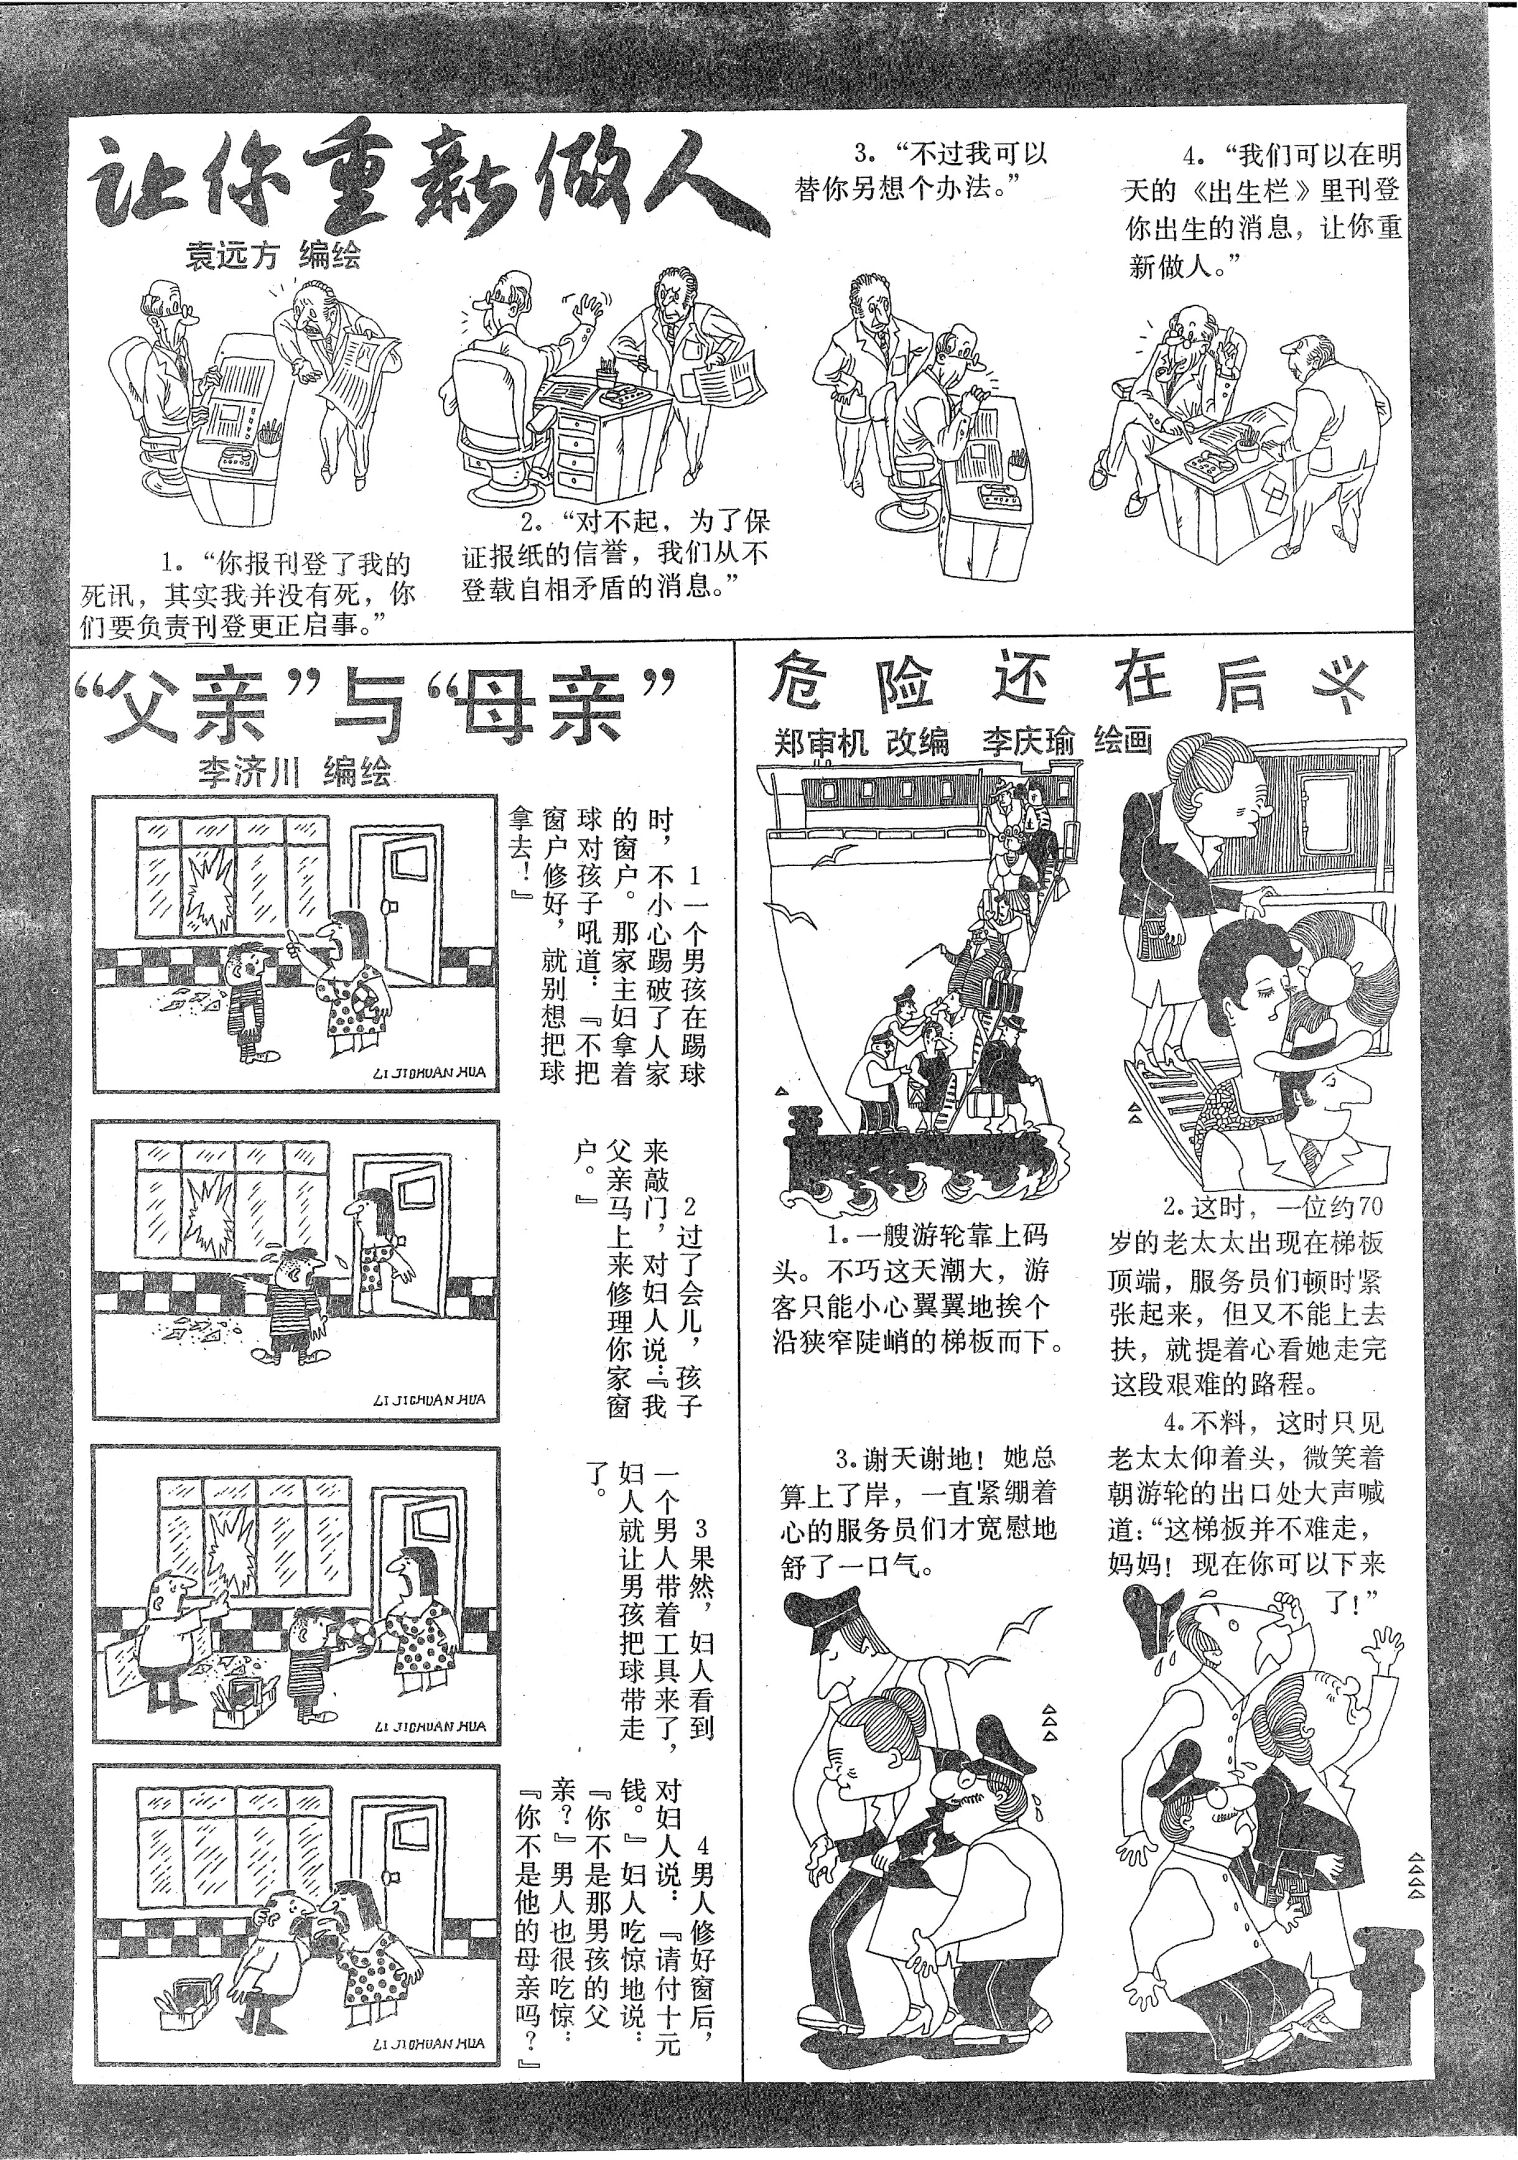 让你重新做人
袁远方 编绘
1。“你报刊登了我的
死讯，其实我并没有死，你
们要负责刊登更正启事。”
2。“对不起，为了保
证报纸的信誉，我们从不
登载自相矛盾的消息。”
3。“不过我可以
替你另想个办法。”
4。“我们可以在明
天的《出生栏》里刊登
你出生的消息，让你重
新做人。”
“父亲”与“母亲”
李济川 编绘
1一个男孩在踢球
时，不小心踢破了人家
的窗户。那家主妇拿着
球对孩子吼道：『不把
窗户修好，就别想把球
拿去！』
LI JICHUAN HUA
2过了会儿，孩子
来敲门，对妇人说：『我
父亲马上来修理你家窗
户。』
LI JICHUAN HUA
3果然，妇人看到
一个男人带着工具来了，
妇人就让男孩把球带走
了。
LI JICHUAN HUA
4男人修好窗后，
对妇人说：『请付十元
钱。』妇人吃惊地说：
『你不是那男孩的父
亲？』男人也很吃惊：
『你不是他的母亲吗？』
LI JICHUAN HUA
危险还在后头
郑审机 改编 李庆瑜 绘画
1.一艘游轮靠上码
头。不巧这天潮大，游
客只能小心翼翼地挨个
沿狭窄陡峭的梯板而下。
2.这时，一位约70
岁的老太太出现在梯板
顶端，服务员们顿时紧
张起来，但又不能上去
扶，就提着心看她走完
这段艰难的路程。
3.谢天谢地！她总
算上了岸，一直紧绷着
心的服务员们才宽慰地
舒了一口气。
4.不料，这时只见
老太太仰着头，微笑着
朝游轮的出口处大声喊
道：“这梯板并不难走，
妈妈！现在你可以下来
了！”